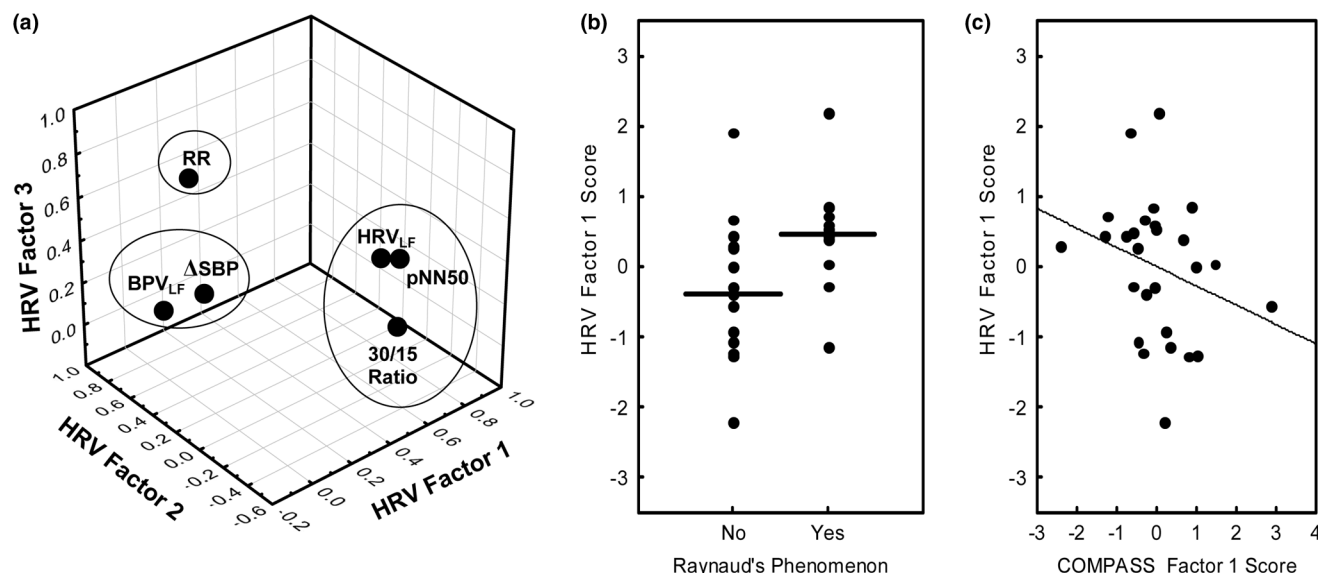 (a)
1.0
0.8
0.6
0.4
0.2
0.0
HRV Factor 3
RR
ΔSBP
BPVLF
HRVLF
pNN50
30/15
Ratio
1.0
0.8
0.6
0.4
0.2
0.0
-0.2
-0.4
-0.6
HRV Factor 2
-0.2
0.0
0.2
0.4
0.6
0.8
1.0
HRV Factor 1
(b)
3
2
1
0
-1
-2
-3
HRV Factor 1 Score
No Yes
Raynaud's Phenomenon
(c)
3
2
1
0
-1
-2
-3
HRV Factor 1 Score
-3 -2 -1 0 1 2 3 4
COMPASS Factor 1 Score